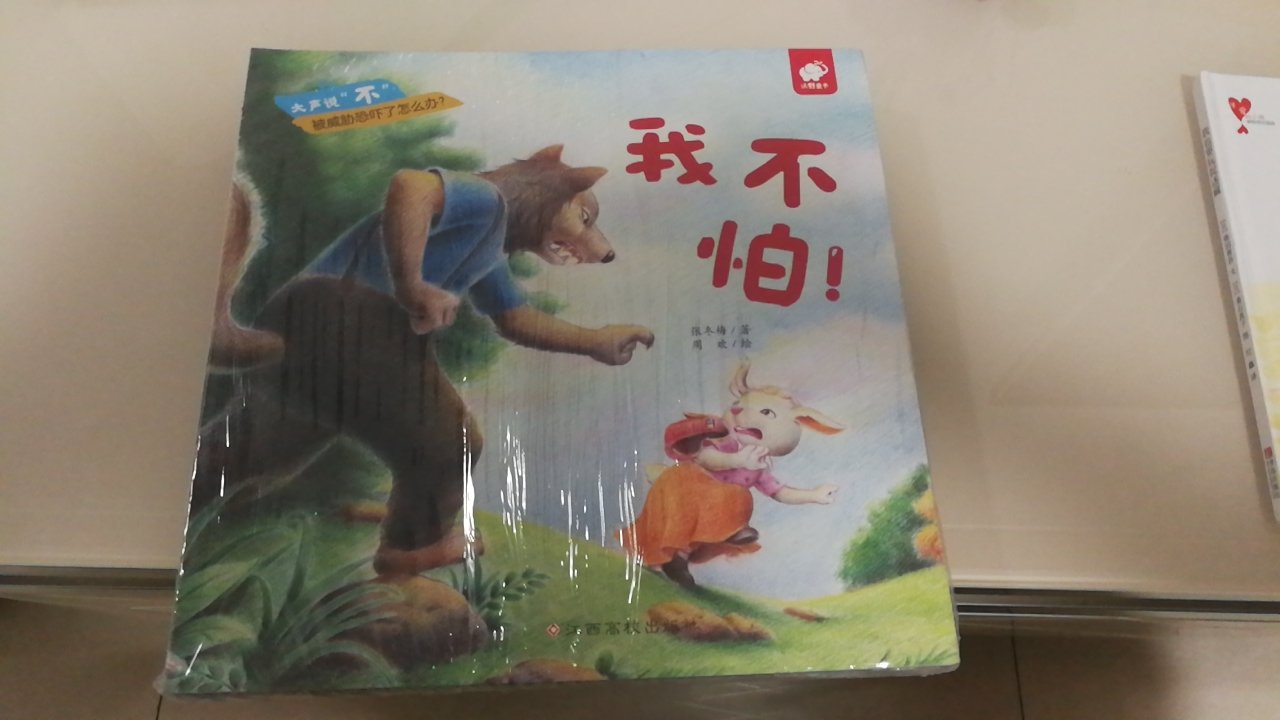 大声说“不”
被威胁恐吓了怎么办?
我不
怕!
张冬梅/著
周 欢/绘
江西高校出版社